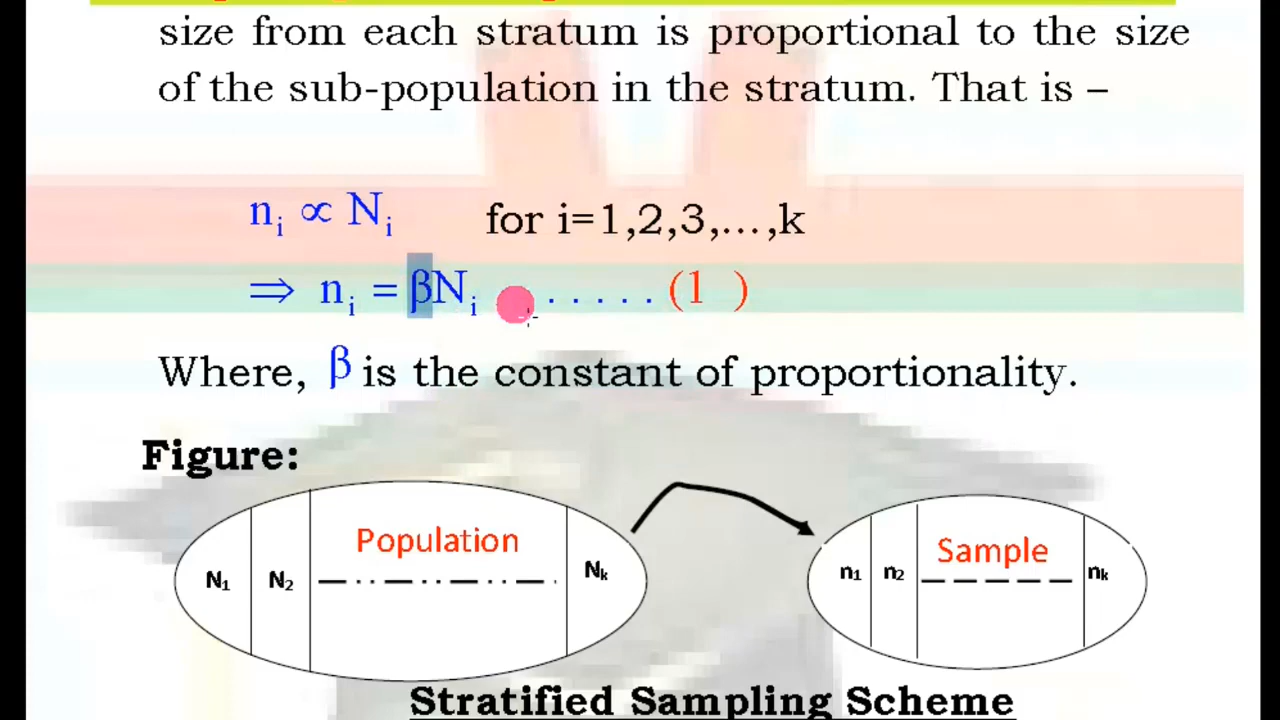 size from each stratum is proportional to the size
of the sub-population in the stratum. That is –
nᵢ ∝ Nᵢ for i=1,2,3,...,k
⇒ nᵢ = βNᵢ . . . . . (1 )
Where, β is the constant of proportionality.
Figure:
Population
Sample
N₁ N₂ Nₖ
n₁ n₂ nₖ
Stratified Sampling Scheme